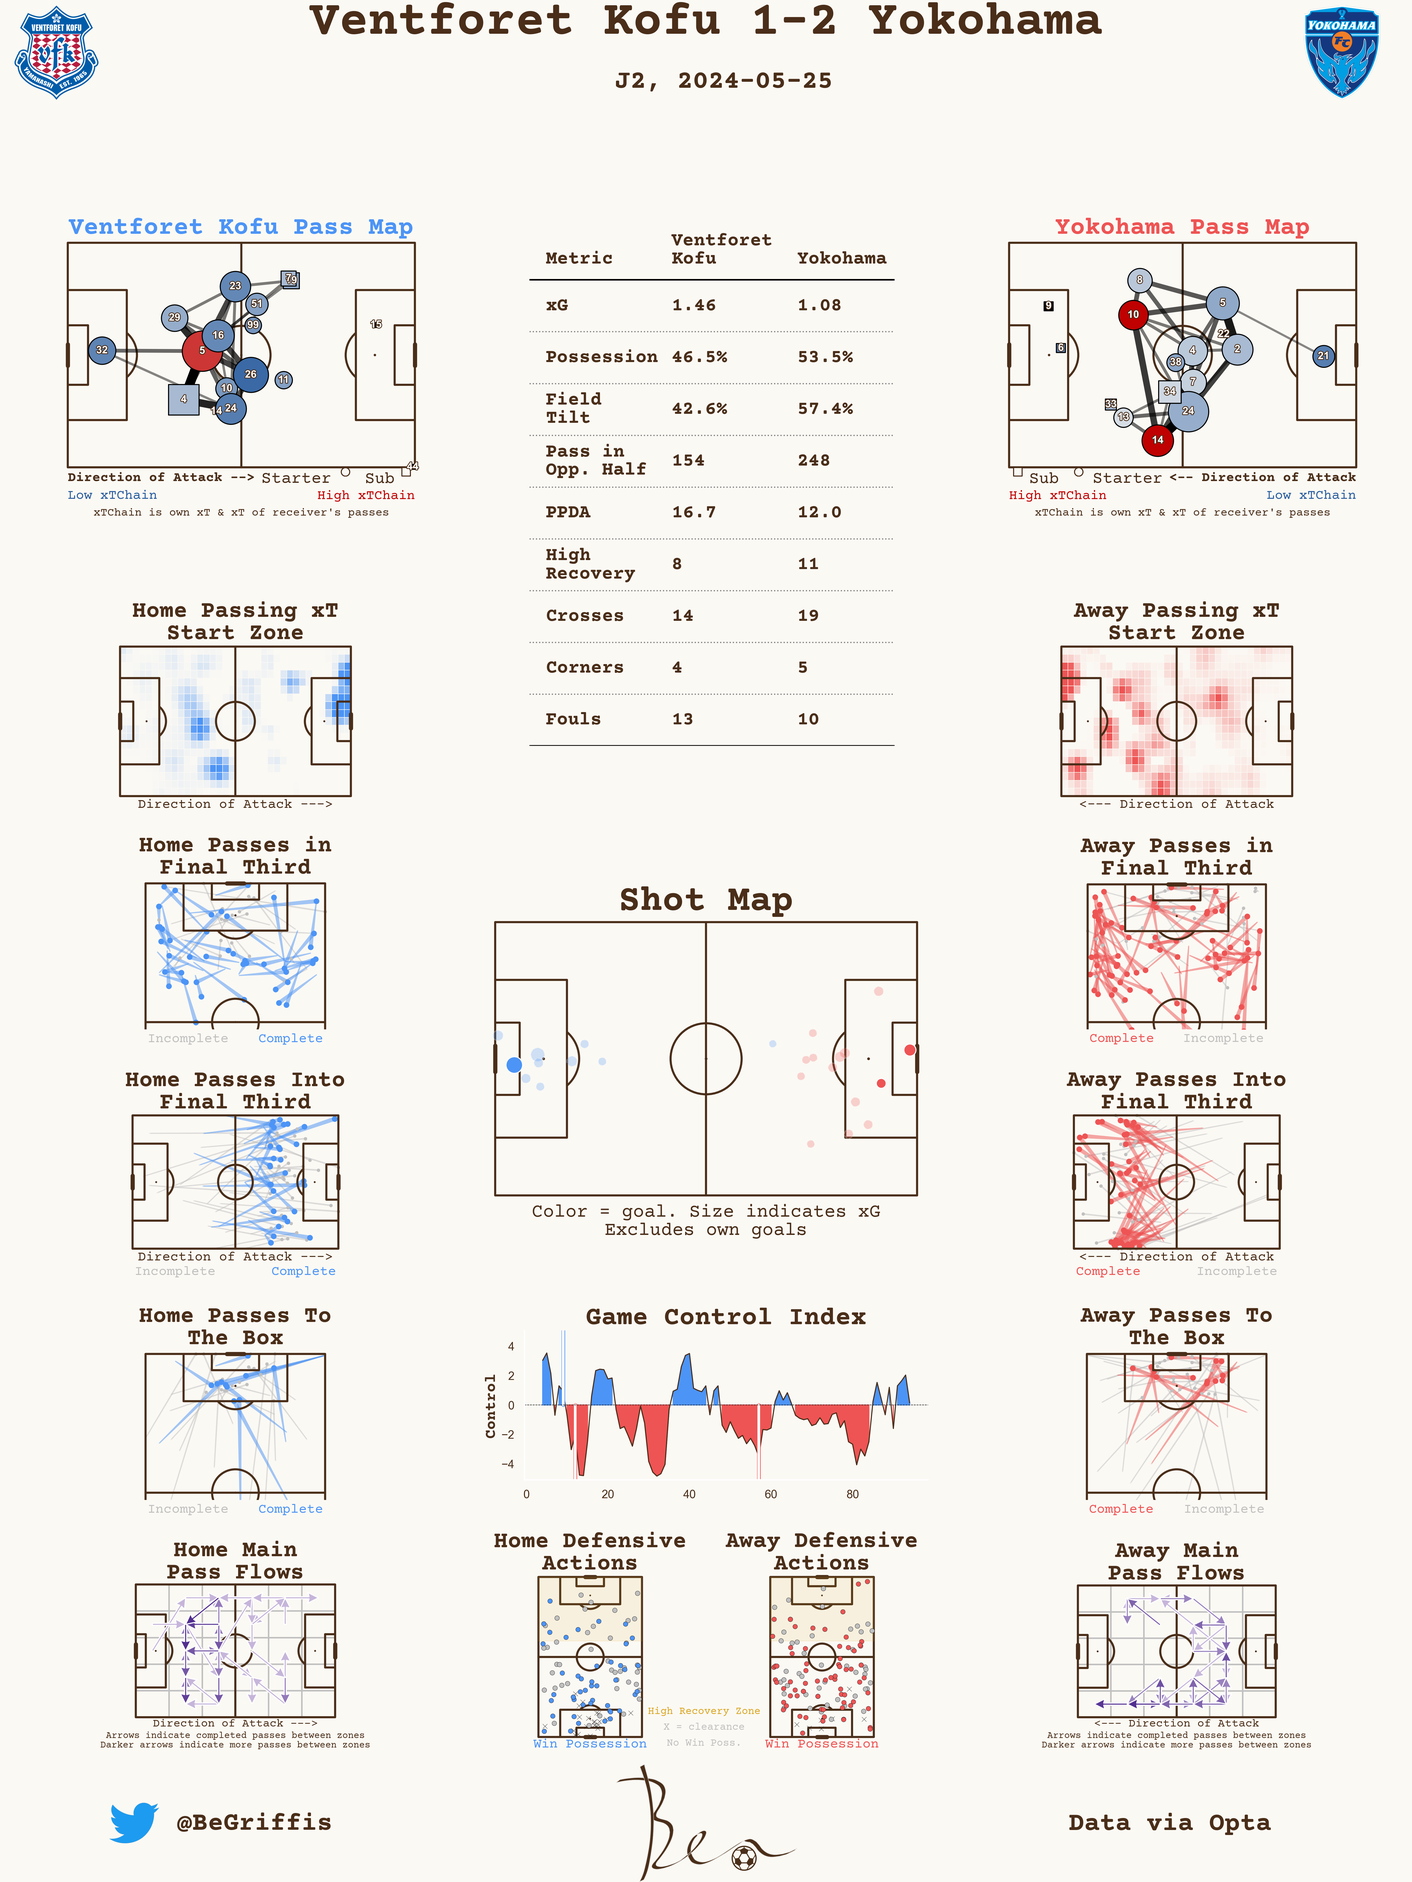 Ventforet Kofu 1-2 Yokohama
J2, 2024-05-25
VENTFORET KOFU
vfk
YAMANASHI EST. 1965
YOKOHAMA
FC
Ventforet Kofu Pass Map
23
79
51
29
99
16
15
32
5
26
11
10
4
14
24
44
Direction of Attack --> Starter Sub
Low xTChain High xTChain
xTChain is own xT & xT of receiver's passes
Metric Ventforet Kofu Yokohama
xG 1.46 1.08
Possession 46.5% 53.5%
Field Tilt 42.6% 57.4%
Pass in Opp. Half 154 248
PPDA 16.7 12.0
High Recovery 8 11
Crosses 14 19
Corners 4 5
Fouls 13 10
Yokohama Pass Map
8
9
5
10
22
6
4
2
21
38
7
34
33
13
24
14
Sub Starter <-- Direction of Attack
High xTChain Low xTChain
xTChain is own xT & xT of receiver's passes
Home Passing xT
Start Zone
Direction of Attack --->
Away Passing xT
Start Zone
<--- Direction of Attack
Home Passes in
Final Third
Incomplete Complete
Away Passes in
Final Third
Complete Incomplete
Shot Map
Color = goal. Size indicates xG
Excludes own goals
Home Passes Into
Final Third
Direction of Attack --->
Incomplete Complete
Away Passes Into
Final Third
<--- Direction of Attack
Complete Incomplete
Home Passes To
The Box
Incomplete Complete
Game Control Index
Control
4
2
0
−2
−4
0 20 40 60 80
Away Passes To
The Box
Complete Incomplete
Home Main
Pass Flows
Direction of Attack --->
Arrows indicate completed passes between zones
Darker arrows indicate more passes between zones
Home Defensive
Actions
Win Possession
Away Defensive
Actions
Win Possession
High Recovery Zone
X = clearance
No Win Poss.
Away Main
Pass Flows
<--- Direction of Attack
Arrows indicate completed passes between zones
Darker arrows indicate more passes between zones
@BeGriffis
Ben
Data via Opta